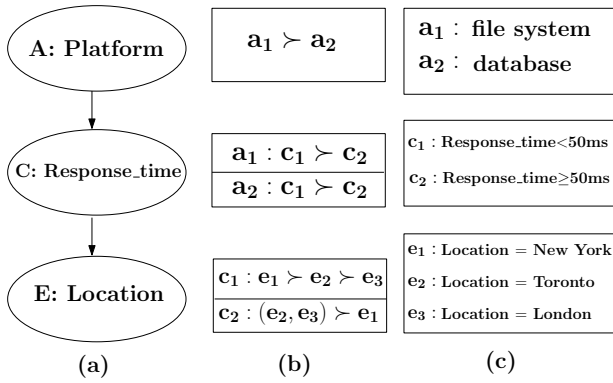 A: Platform
a₁ ≻ a₂
a₁ : file system
a₂ : database
C: Response_time
a₁ : c₁ ≻ c₂
a₂ : c₁ ≻ c₂
c₁ : Response_time<50ms
c₂ : Response_time≥50ms
E: Location
c₁ : e₁ ≻ e₂ ≻ e₃
c₂ : (e₂, e₃) ≻ e₁
e₁ : Location = New York
e₂ : Location = Toronto
e₃ : Location = London
(a) (b) (c)